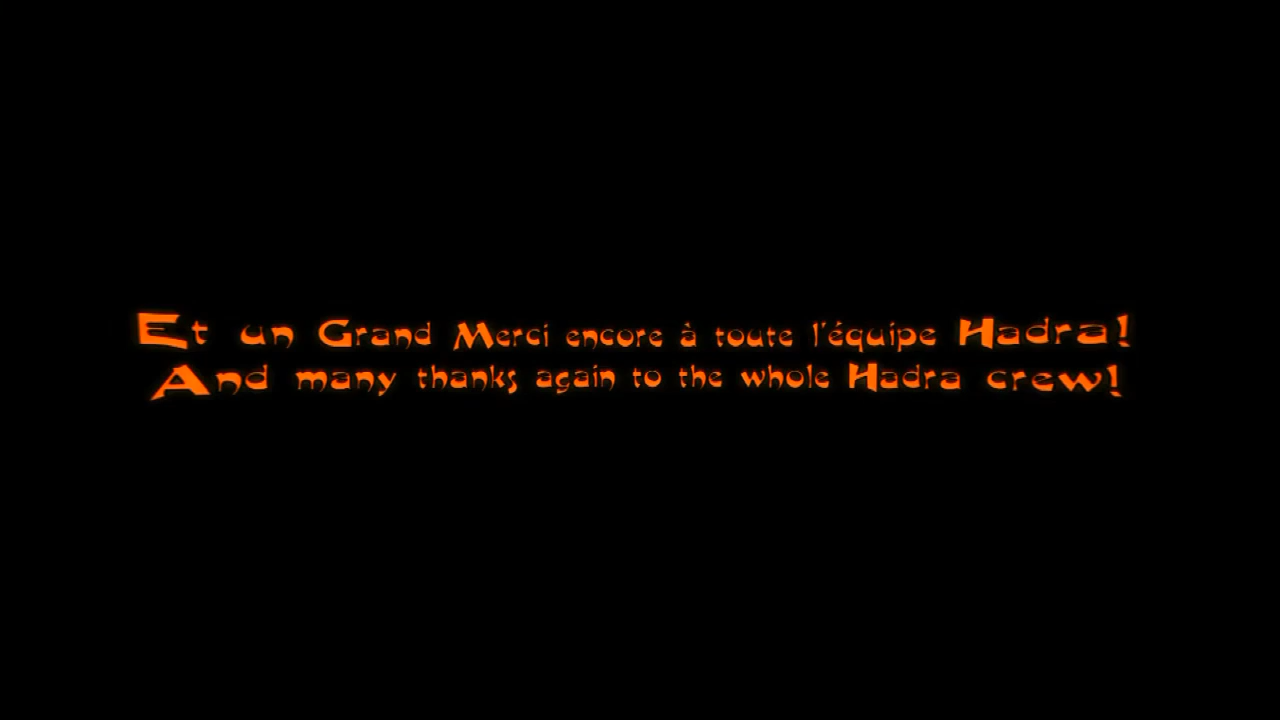 Et un Grand Merci encore à toute l'équipe Hadra!
And many thanks again to the whole Hadra crew!